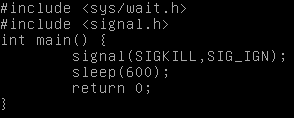 #include <sys/wait.h>
#include <signal.h>
int main() {
        signal(SIGKILL,SIG_IGN);
        sleep(600);
        return 0;
}